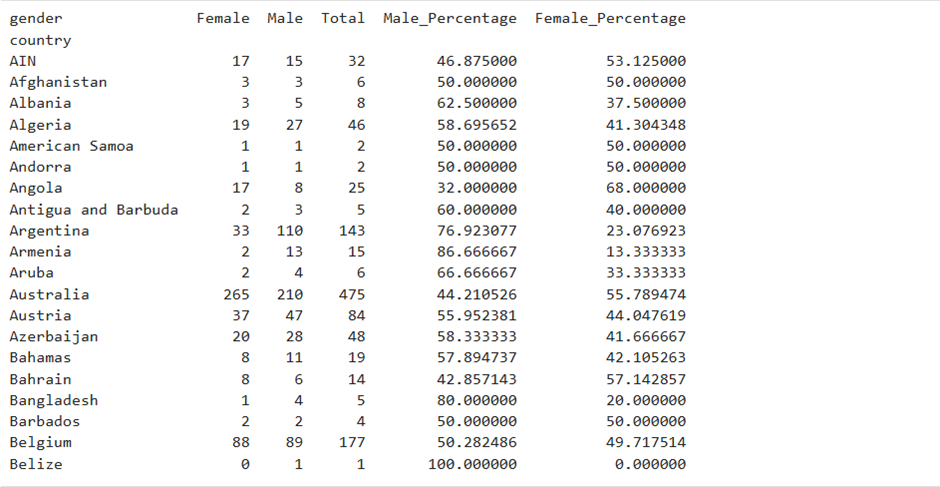 gender Female Male Total Male_Percentage Female_Percentage
country
AIN 17 15 32 46.875000 53.125000
Afghanistan 3 3 6 50.000000 50.000000
Albania 3 5 8 62.500000 37.500000
Algeria 19 27 46 58.695652 41.304348
American Samoa 1 1 2 50.000000 50.000000
Andorra 1 1 2 50.000000 50.000000
Angola 17 8 25 32.000000 68.000000
Antigua and Barbuda 2 3 5 60.000000 40.000000
Argentina 33 110 143 76.923077 23.076923
Armenia 2 13 15 86.666667 13.333333
Aruba 2 4 6 66.666667 33.333333
Australia 265 210 475 44.210526 55.789474
Austria 37 47 84 55.952381 44.047619
Azerbaijan 20 28 48 58.333333 41.666667
Bahamas 8 11 19 57.894737 42.105263
Bahrain 8 6 14 42.857143 57.142857
Bangladesh 1 4 5 80.000000 20.000000
Barbados 2 2 4 50.000000 50.000000
Belgium 88 89 177 50.282486 49.717514
Belize 0 1 1 100.000000 0.000000